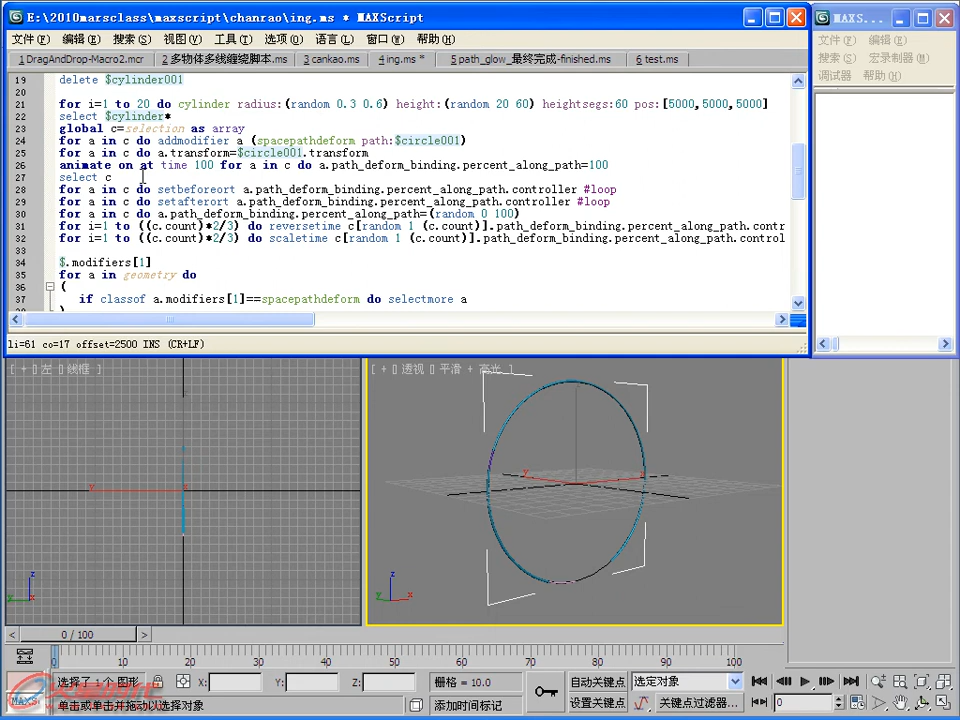 E:\2010marsclass\maxscript\chanrao\ing.ms * MAXScript
MAXS...
文件(F) 编辑(E) 搜索(S) 视图(V) 工具(T) 选项(O) 语言(L) 窗口(W) 帮助(H)
文件(F) 编辑(E)
搜索(S) 宏录制器(M)
调试器 帮助(H)
1 DragAndDrop-Macro2.mcr 2 多物体多线缠绕脚本.ms 3 cankao.ms 4 ing.ms * 5 path_glow_最终完成-finished.ms 6 test.ms
19 delete $cylinder001
20
21 for i=1 to 20 do cylinder radius:(random 0.3 0.6) height:(random 20 60) heightsegs:60 pos:[5000,5000,5000]
22 select $cylinder*
23 global c=selection as array
24 for a in c do addmodifier a (spacepathdeform path:$circle001)
25 for a in c do a.transform=$circle001.transform
26 animate on at time 100 for a in c do a.path_deform_binding.percent_along_path=100
27 select c
28 for a in c do setbeforeort a.path_deform_binding.percent_along_path.controller #loop
29 for a in c do setafterort a.path_deform_binding.percent_along_path.controller #loop
30 for a in c do a.path_deform_binding.percent_along_path=(random 0 100)
31 for i=1 to ((c.count)*2/3) do reversetime c[random 1 (c.count)].path_deform_binding.percent_along_path.contr
32 for i=1 to ((c.count)*2/3) do scaletime c[random 1 (c.count)].path_deform_binding.percent_along_path.control
33
34 $.modifiers[1]
35 for a in geometry do
36 (
37 if classof a.modifiers[1]==spacepathdeform do selectmore a
li=61 co=17 offset=2500 INS (CR+LF)
[ + [] 左 [] 线框 ]
[ + [] 透视 [] 平滑 + 高光 ]
y x
y x
z
y x
z
y x
< 0 / 100 >
0 10 20 30 40 50 60 70 80 90 100
选择了 1 个图形 X: Y: Z: 栅格 = 10.0 自动关键点 选定对象
MAXSc 单击或单击并拖动以选择对象 添加时间标记 设置关键点 关键点过滤器... 0